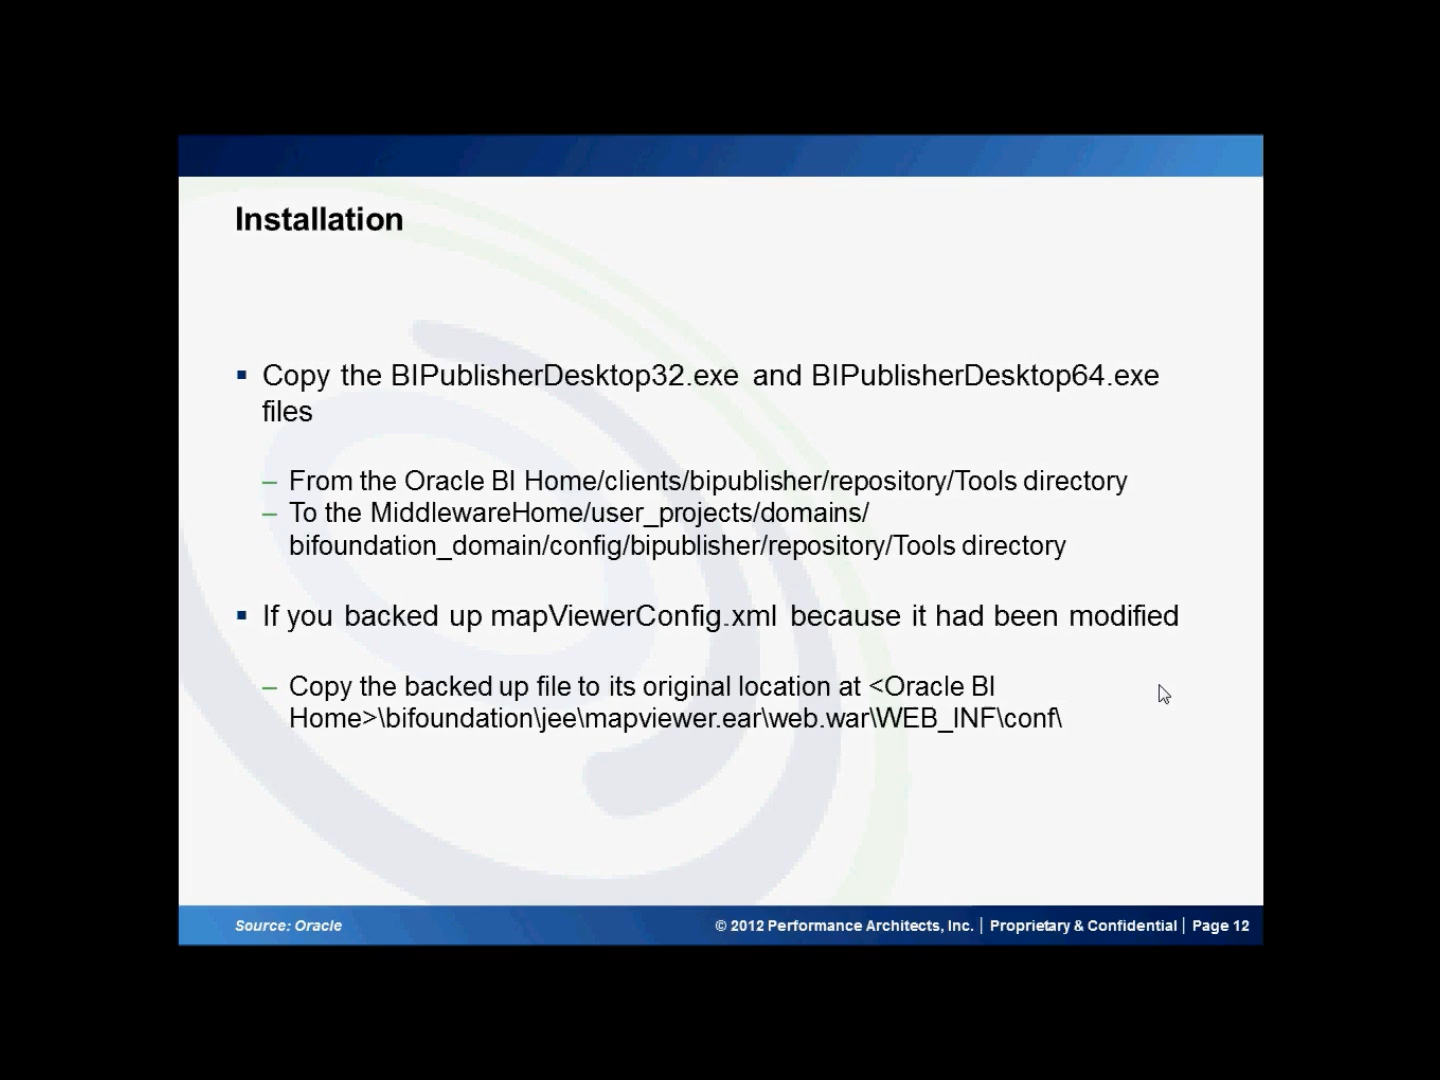 Installation
▪ Copy the BIPublisherDesktop32.exe and BIPublisherDesktop64.exe
files
– From the Oracle BI Home/clients/bipublisher/repository/Tools directory
– To the MiddlewareHome/user_projects/domains/
bifoundation_domain/config/bipublisher/repository/Tools directory
▪ If you backed up mapViewerConfig.xml because it had been modified
– Copy the backed up file to its original location at <Oracle BI
Home>\bifoundation\jee\mapviewer.ear\web.war\WEB_INF\conf\
Source: Oracle
© 2012 Performance Architects, Inc. | Proprietary & Confidential | Page 12